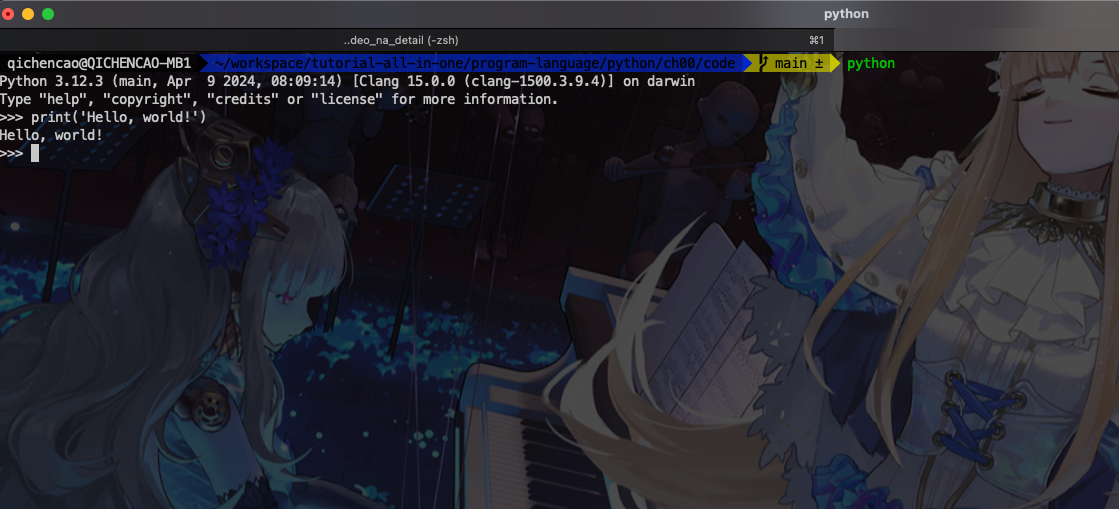 python
..deo_na_detail (-zsh) ⌘1
qichencao@QICHENCAO-MB1 ~/workspace/tutorial-all-in-one/program-language/python/ch00/code main ± python
Python 3.12.3 (main, Apr  9 2024, 08:09:14) [Clang 15.0.0 (clang-1500.3.9.4)] on darwin
Type "help", "copyright", "credits" or "license" for more information.
>>> print('Hello, world!')
Hello, world!
>>>